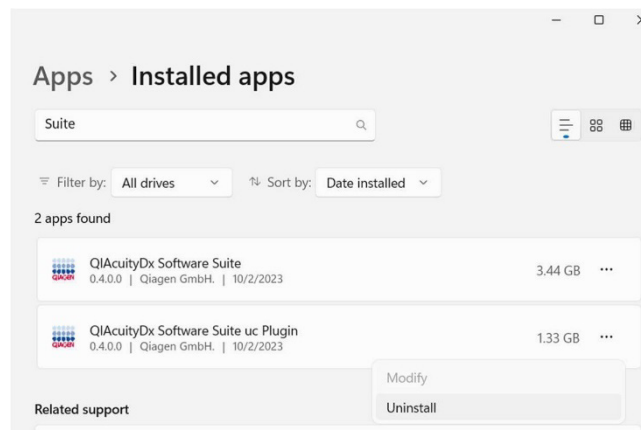 Apps > Installed apps
Suite
Filter by: All drives Sort by: Date installed
2 apps found
QIAcuityDx Software Suite
3.44 GB
0.4.0.0 | Qiagen GmbH. | 10/2/2023
QIAGEN
QIAcuityDx Software Suite uc Plugin
1.33 GB
0.4.0.0 | Qiagen GmbH. | 10/2/2023
QIAGEN
Modify
Uninstall
Related support